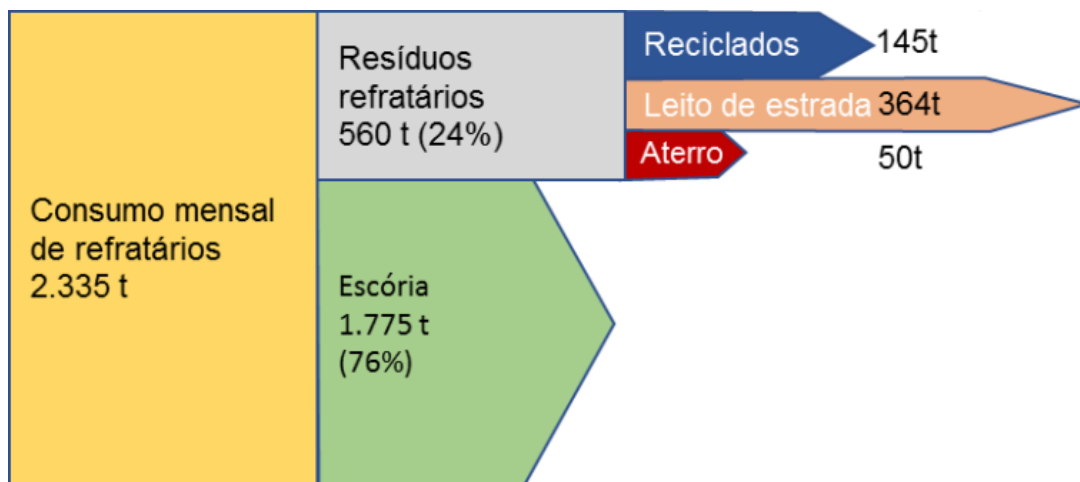 Consumo mensal
de refratários
2.335 t
Resíduos
refratários
560 t (24%)
Escória
1.775 t
(76%)
Reciclados 145t
Leito de estrada 364t
Aterro 50t